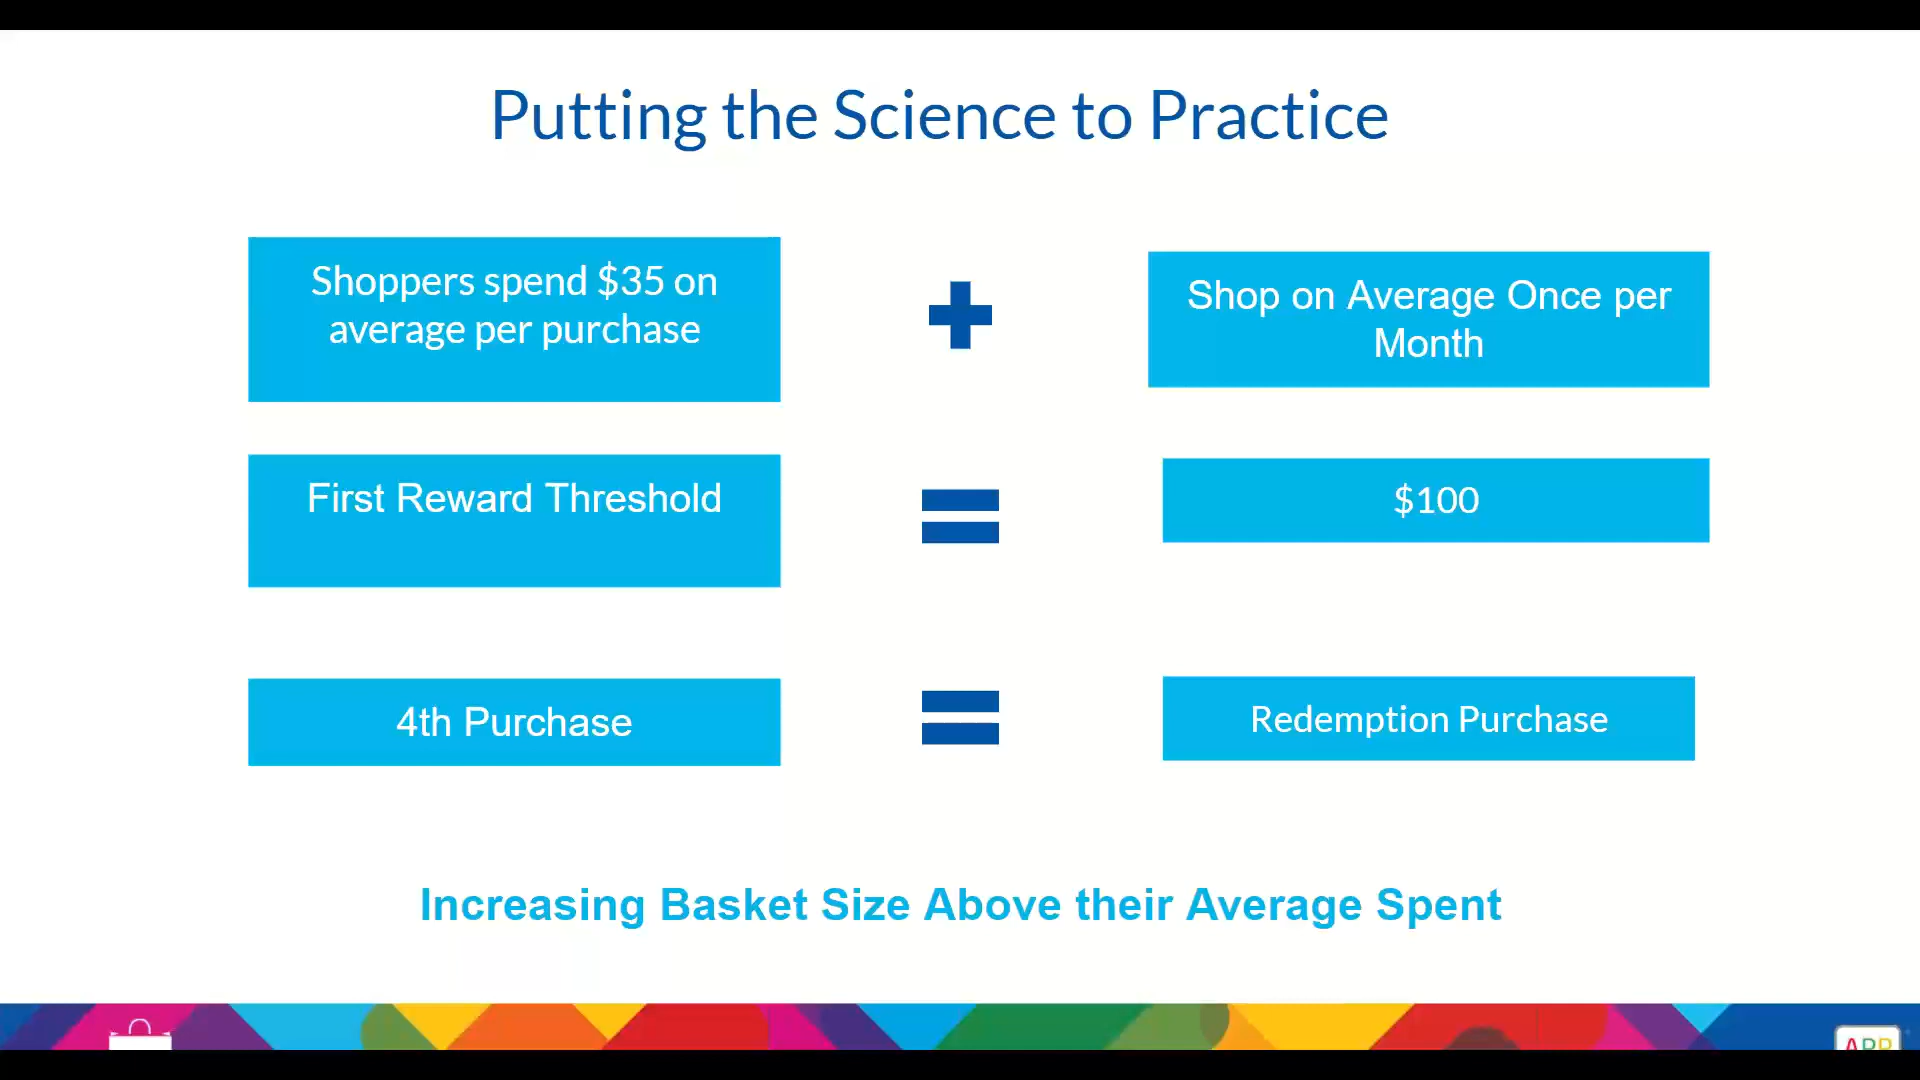 Putting the Science to Practice
Shoppers spend $35 on
average per purchase
Shop on Average Once per
Month
First Reward Threshold
$100
4th Purchase
Redemption Purchase
Increasing Basket Size Above their Average Spent